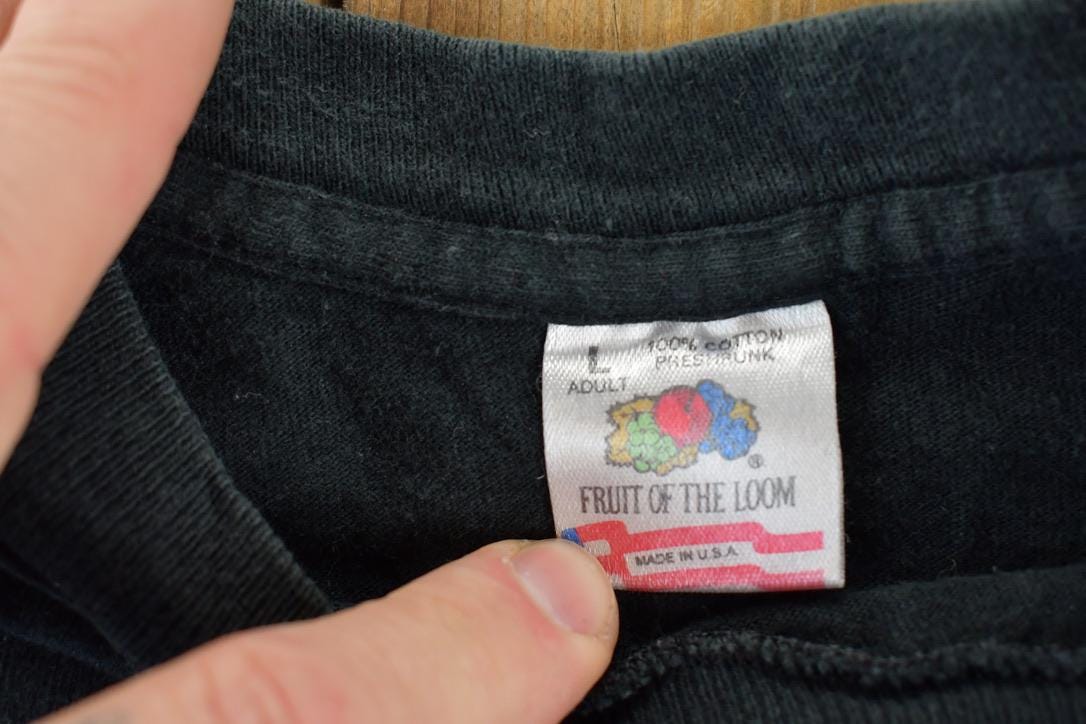 L
100% COTTON
PRESHRUNK
ADULT
®
FRUIT OF THE LOOM
MADE IN U.S.A.